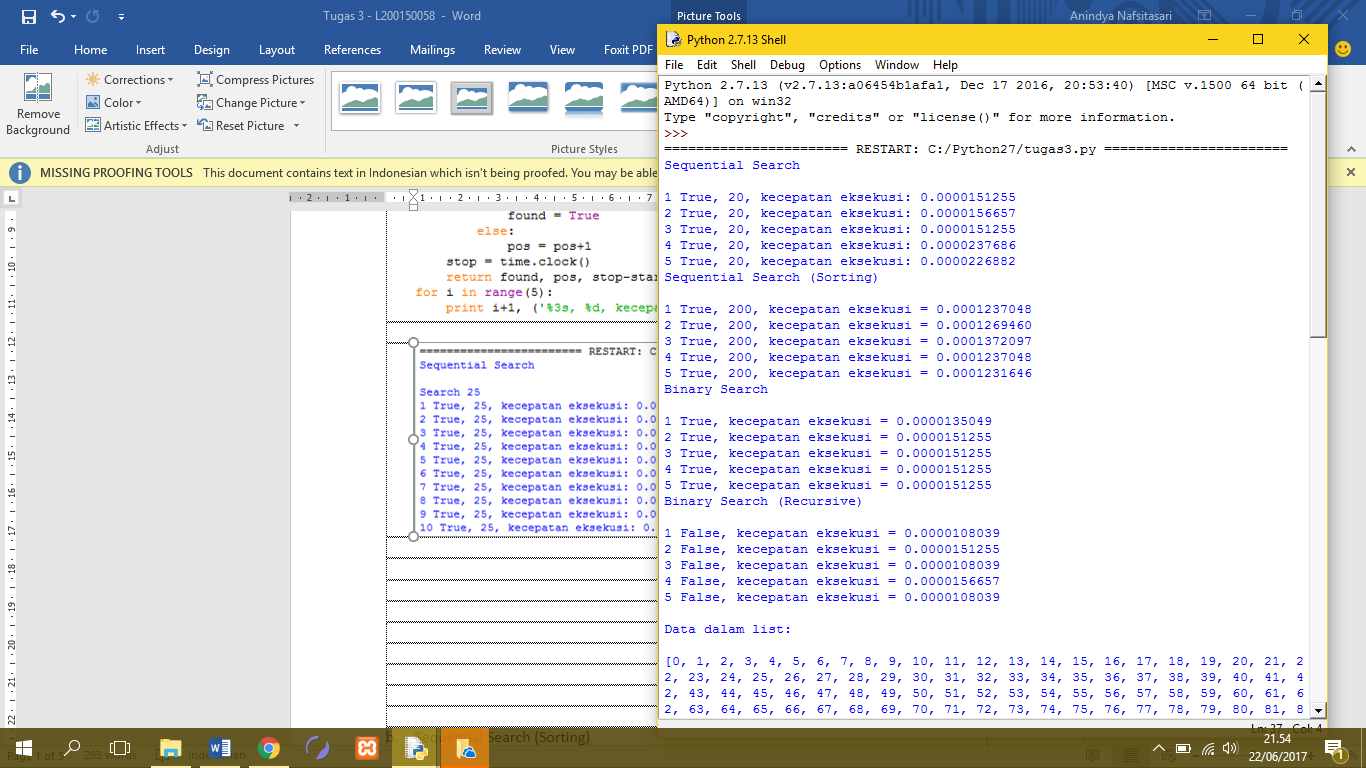 Tugas 3 - L200150058 - Word
Picture Tools
Anindya Nafsitasari
File Home Insert Design Layout References Mailings Review View Foxit PDF
Remove Background
Corrections
Color
Artistic Effects
Compress Pictures
Change Picture
Reset Picture
Adjust
Picture Styles
MISSING PROOFING TOOLS This document contains text in Indonesian which isn't being proofed. You may be able
2 1 1 2 3 4 5 6 7
found = True
else:
pos = pos+1
stop = time.clock()
return found, pos, stop-star
for i in range(5):
print i+1, ('%3s, %d, kecepa
======================== RESTART: C
Sequential Search
Search 25
1 True, 25, kecepatan eksekusi: 0.0
2 True, 25, kecepatan eksekusi: 0.0
3 True, 25, kecepatan eksekusi: 0.0
4 True, 25, kecepatan eksekusi: 0.0
5 True, 25, kecepatan eksekusi: 0.0
6 True, 25, kecepatan eksekusi: 0.0
7 True, 25, kecepatan eksekusi: 0.0
8 True, 25, kecepatan eksekusi: 0.0
9 True, 25, kecepatan eksekusi: 0.0
10 True, 25, kecepatan eksekusi: 0.
b. Sequential Search (Sorting)
Page 1 of 5 283 words Indonesian
Python 2.7.13 Shell
File Edit Shell Debug Options Window Help
Python 2.7.13 (v2.7.13:a06454b1afa1, Dec 17 2016, 20:53:40) [MSC v.1500 64 bit (
AMD64)] on win32
Type "copyright", "credits" or "license()" for more information.
>>>
======================= RESTART: C:/Python27/tugas3.py =======================
Sequential Search
1 True, 20, kecepatan eksekusi: 0.0000151255
2 True, 20, kecepatan eksekusi: 0.0000156657
3 True, 20, kecepatan eksekusi: 0.0000151255
4 True, 20, kecepatan eksekusi: 0.0000237686
5 True, 20, kecepatan eksekusi: 0.0000226882
Sequential Search (Sorting)
1 True, 200, kecepatan eksekusi = 0.0001237048
2 True, 200, kecepatan eksekusi = 0.0001269460
3 True, 200, kecepatan eksekusi = 0.0001372097
4 True, 200, kecepatan eksekusi = 0.0001237048
5 True, 200, kecepatan eksekusi = 0.0001231646
Binary Search
1 True, kecepatan eksekusi = 0.0000135049
2 True, kecepatan eksekusi = 0.0000151255
3 True, kecepatan eksekusi = 0.0000151255
4 True, kecepatan eksekusi = 0.0000151255
5 True, kecepatan eksekusi = 0.0000151255
Binary Search (Recursive)
1 False, kecepatan eksekusi = 0.0000108039
2 False, kecepatan eksekusi = 0.0000151255
3 False, kecepatan eksekusi = 0.0000108039
4 False, kecepatan eksekusi = 0.0000156657
5 False, kecepatan eksekusi = 0.0000108039
Data dalam list:
[0, 1, 2, 3, 4, 5, 6, 7, 8, 9, 10, 11, 12, 13, 14, 15, 16, 17, 18, 19, 20, 21, 2
2, 23, 24, 25, 26, 27, 28, 29, 30, 31, 32, 33, 34, 35, 36, 37, 38, 39, 40, 41, 4
2, 43, 44, 45, 46, 47, 48, 49, 50, 51, 52, 53, 54, 55, 56, 57, 58, 59, 60, 61, 6
2, 63, 64, 65, 66, 67, 68, 69, 70, 71, 72, 73, 74, 75, 76, 77, 78, 79, 80, 81, 8
Ln: 37 Col: 4
21.54
22/06/2017